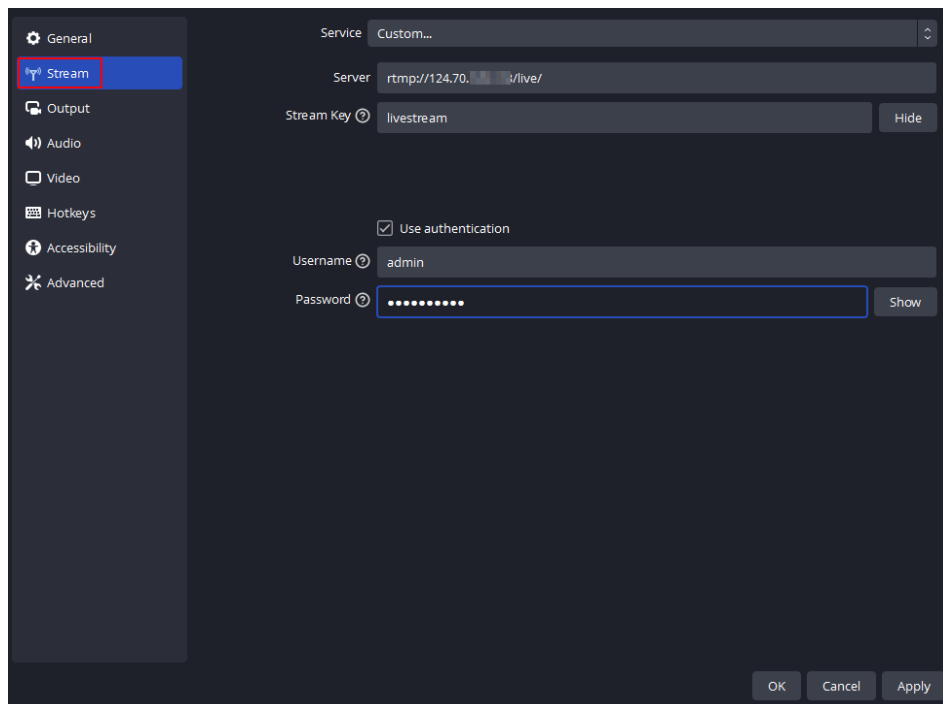 General
Stream
Output
Audio
Video
Hotkeys
Accessibility
Advanced
Service Custom...
Server rtmp://124.70. /live/
Stream Key livestream Hide
Use authentication
Username admin
Password Show
OK Cancel Apply